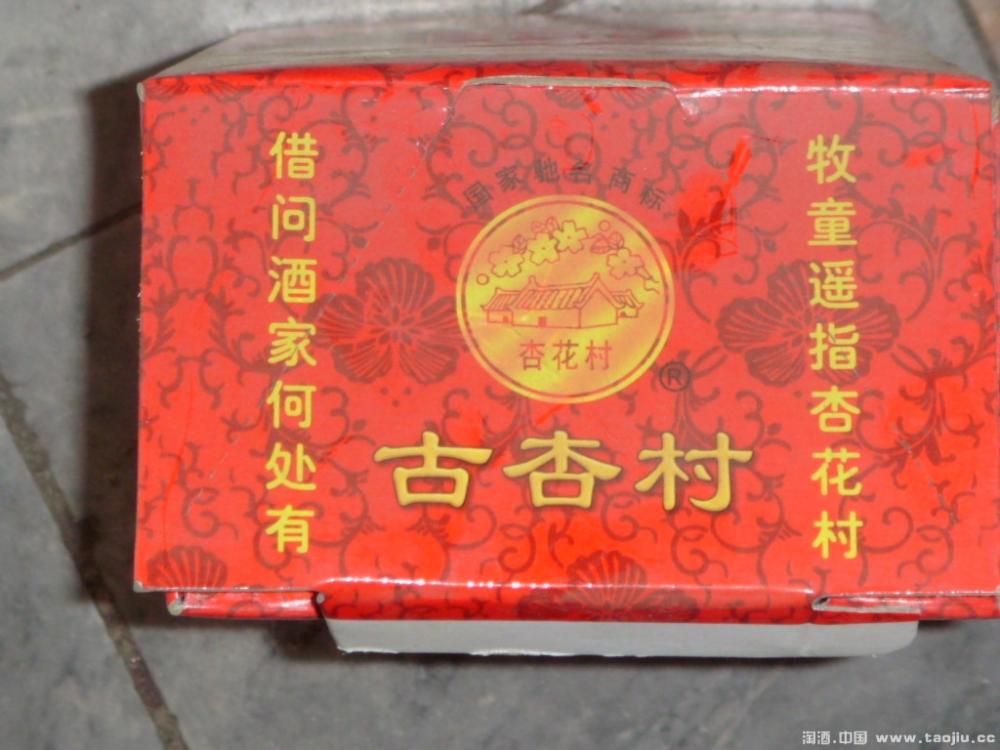 借问酒家何处有
国家驰名商标
杏花村
®
古杏村
牧童遥指杏花村
淘酒.中国 www.taojiu.cc